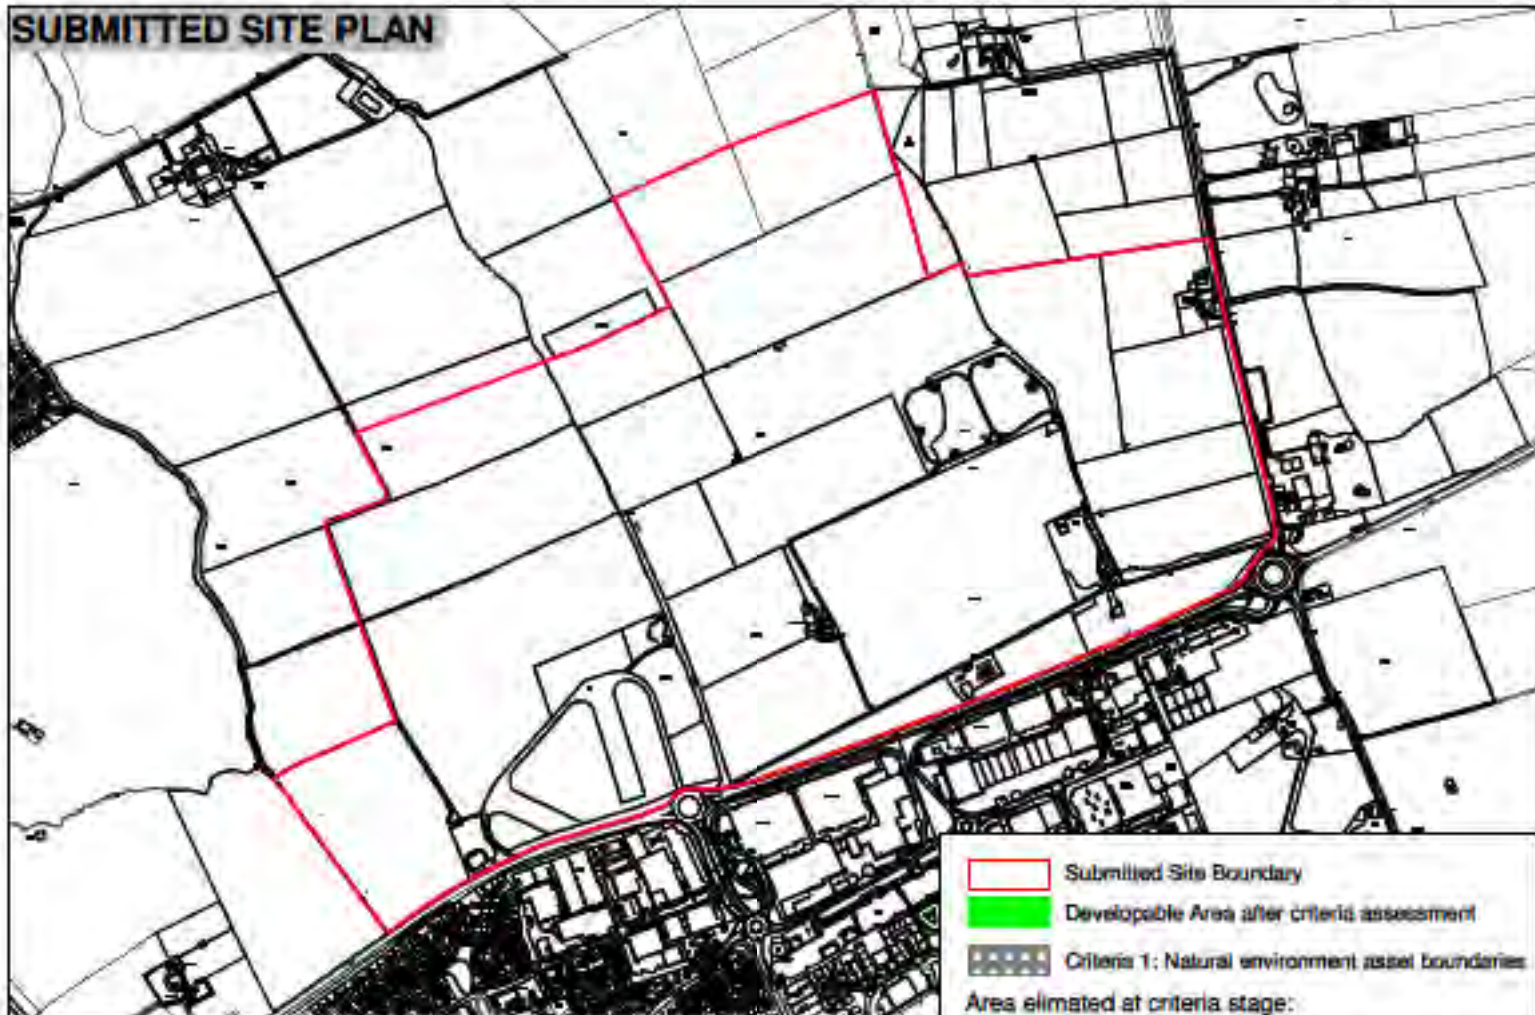 SUBMITTED SITE PLAN
Submitted Site Boundary
Developable Area after criteria assessment
Criteria 1: Natural environment asset boundaries
Area elimated at criteria stage: